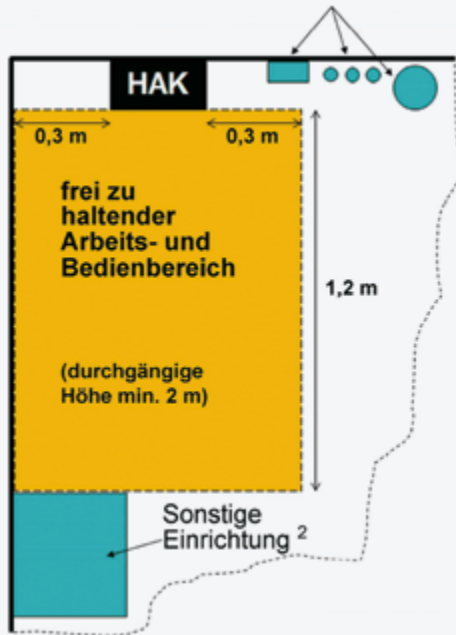 HAK
0,3 m
0,3 m
frei zu
haltender
Arbeits- und
Bedienbereich
1,2 m
(durchgängige
Höhe min. 2 m)
Sonstige
Einrichtung 2